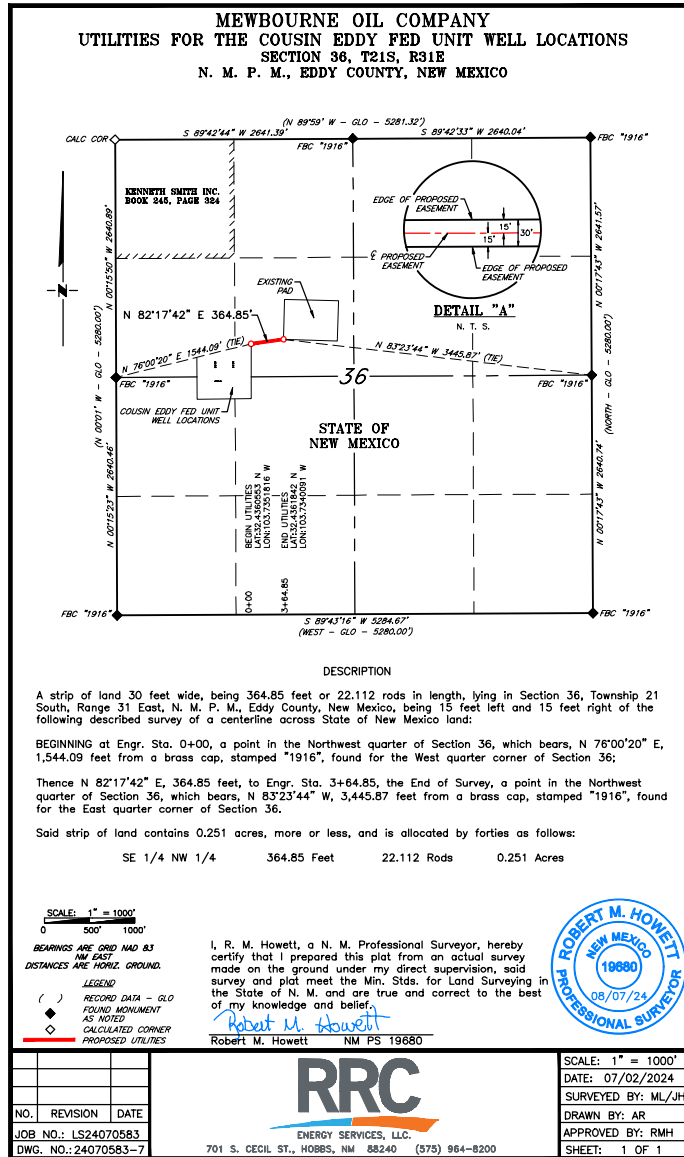 MEWBOURNE OIL COMPANY
UTILITIES FOR THE COUSIN EDDY FED UNIT WELL LOCATIONS
SECTION 36, T21S, R31E
N. M. P. M., EDDY COUNTY, NEW MEXICO
(N 89°59' W - GLO - 5281.32')
S 89°42'44" W 2641.39'
S 89°42'33" W 2640.04'
CALC COR
FBC "1916"
FBC "1916"
KENNETH SMITH INC.
BOOK 245, PAGE 324
N 00°15'50" W 2640.89'
(N 00°01' W - GLO - 5280.00')
N 00°15'23" W 2640.46'
N
EDGE OF PROPOSED
EASEMENT
15'
15'
30'
℄ PROPOSED
EASEMENT
EDGE OF PROPOSED
EASEMENT
DETAIL "A"
N. T. S.
N 00°17'43" W 2641.57'
(NORTH - GLO - 5280.00')
N 00°17'43" W 2640.74'
EXISTING
PAD
N 82°17'42" E 364.85'
N 76°00'20" E 1544.09' (TIE)
N 83°23'44" W 3445.87' (TIE)
FBC "1916"
36
FBC "1916"
COUSIN EDDY FED UNIT
WELL LOCATIONS
STATE OF
NEW MEXICO
0+00
BEGIN UTILITIES
LAT:32.4360553 N
LON:103.7351816 W
3+64.85
END UTILITIES
LAT:32.4361842 N
LON:103.7340091 W
FBC "1916"
S 89°43'16" W 5284.67'
(WEST - GLO - 5280.00')
FBC "1916"
DESCRIPTION
A strip of land 30 feet wide, being 364.85 feet or 22.112 rods in length, lying in Section 36, Township 21
South, Range 31 East, N. M. P. M., Eddy County, New Mexico, being 15 feet left and 15 feet right of the
following described survey of a centerline across State of New Mexico land:
BEGINNING at Engr. Sta. 0+00, a point in the Northwest quarter of Section 36, which bears, N 76°00'20" E,
1,544.09 feet from a brass cap, stamped "1916", found for the West quarter corner of Section 36;
Thence N 82°17'42" E, 364.85 feet, to Engr. Sta. 3+64.85, the End of Survey, a point in the Northwest
quarter of Section 36, which bears, N 83°23'44" W, 3,445.87 feet from a brass cap, stamped "1916", found
for the East quarter corner of Section 36.
Said strip of land contains 0.251 acres, more or less, and is allocated by forties as follows:
SE 1/4 NW 1/4 364.85 Feet 22.112 Rods 0.251 Acres
SCALE: 1" = 1000'
0 500' 1000'
BEARINGS ARE GRID NAD 83
NM EAST
DISTANCES ARE HORIZ. GROUND.
LEGEND
( ) RECORD DATA - GLO
FOUND MONUMENT
AS NOTED
CALCULATED CORNER
PROPOSED UTILITIES
I, R. M. Howett, a N. M. Professional Surveyor, hereby
certify that I prepared this plat from an actual survey
made on the ground under my direct supervision, said
survey and plat meet the Min. Stds. for Land Surveying in
the State of N. M. and are true and correct to the best
of my knowledge and belief.
Robert M. Howett
Robert M. Howett NM PS 19680
ROBERT M. HOWETT
NEW MEXICO
19680
08/07/24
PROFESSIONAL SURVEYOR
NO. REVISION DATE
JOB NO.: LS24070583
DWG. NO.: 24070583-7
RRC
ENERGY SERVICES, LLC.
701 S. CECIL ST., HOBBS, NM 88240 (575) 964-8200
SCALE: 1" = 1000'
DATE: 07/02/2024
SURVEYED BY: ML/JH
DRAWN BY: AR
APPROVED BY: RMH
SHEET: 1 OF 1